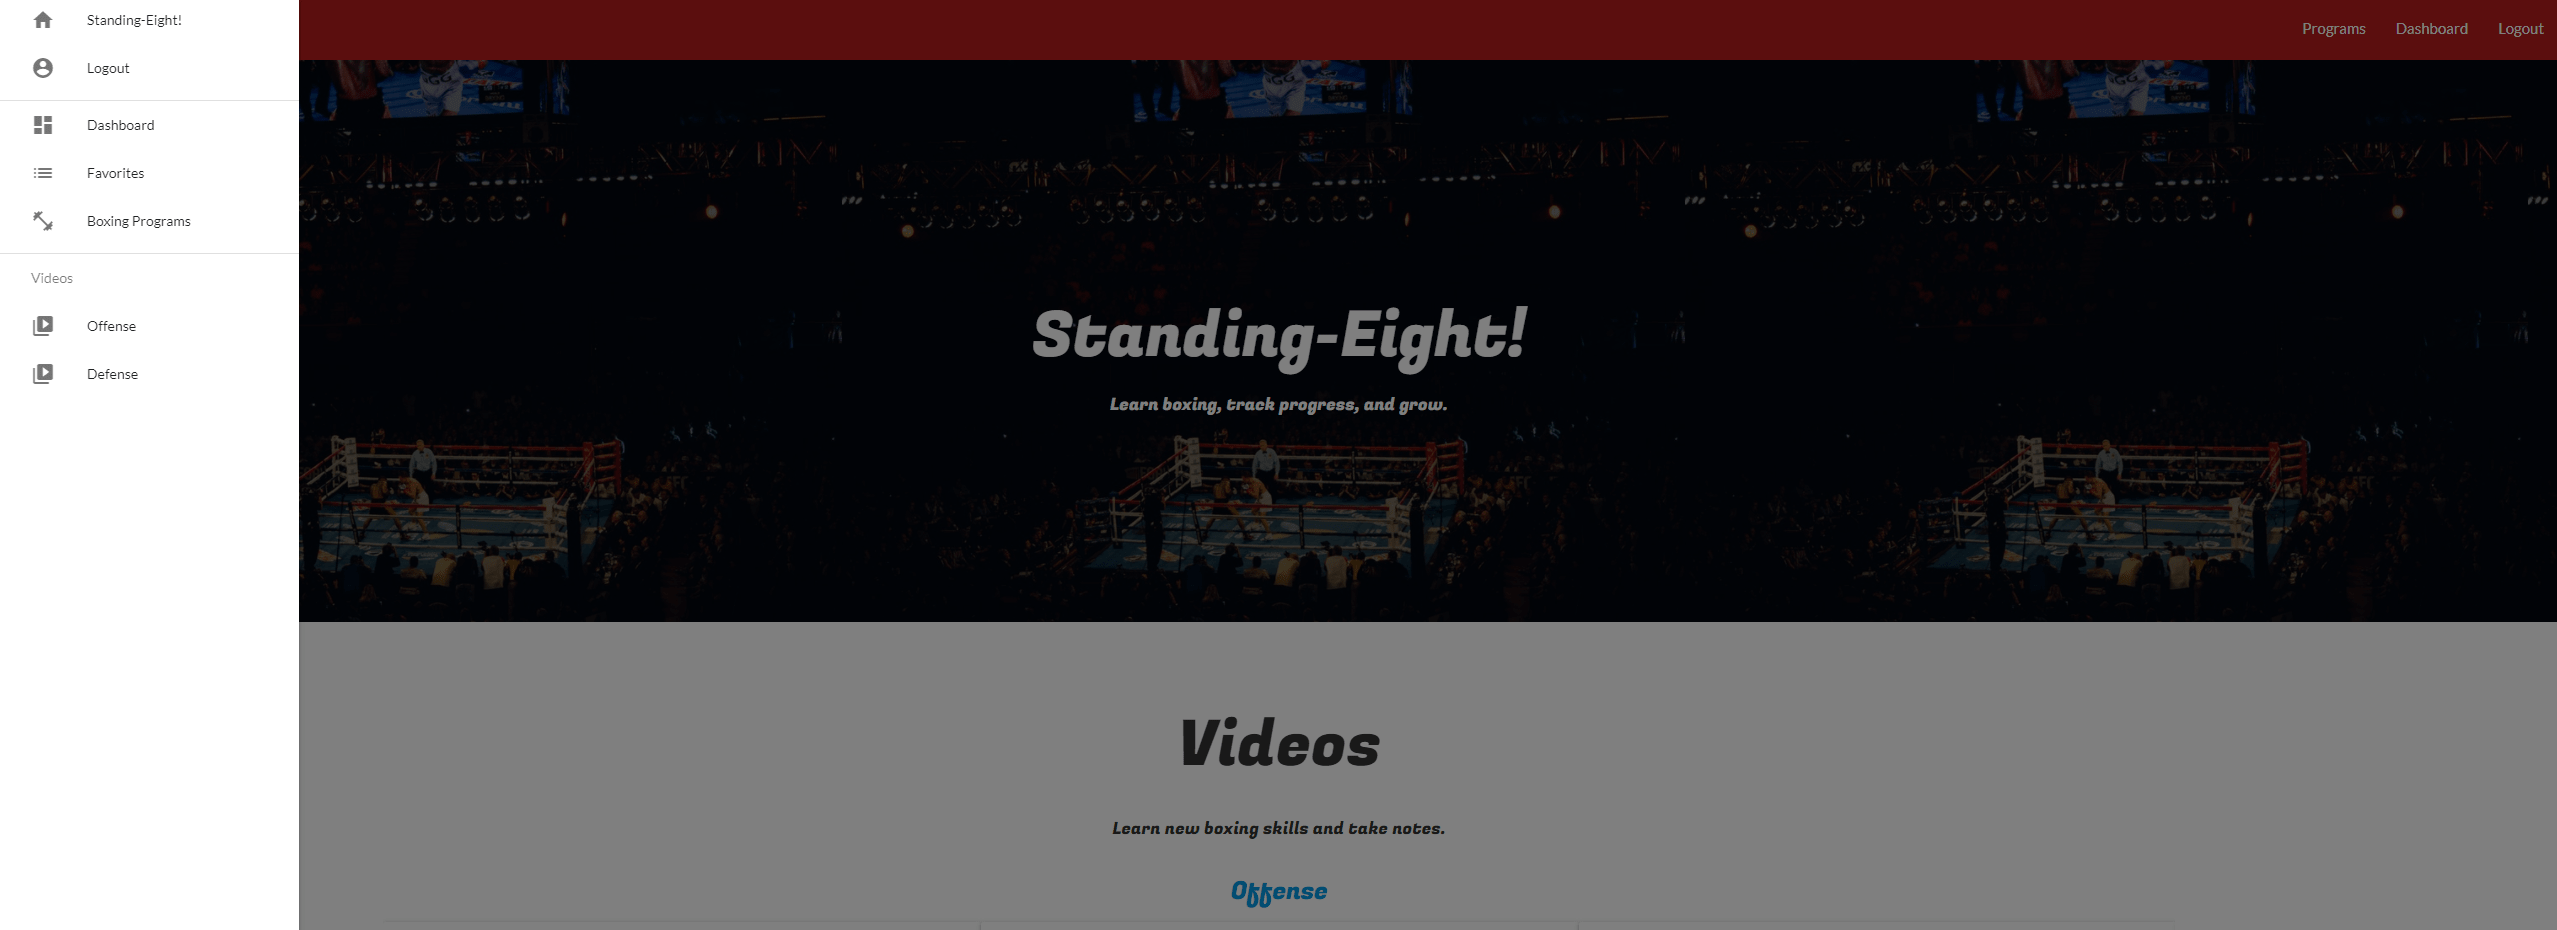 Standing-Eight!
Logout
Dashboard
Favorites
Boxing Programs
Videos
Offense
Defense
Programs Dashboard Logout
Standing-Eight!
Learn boxing, track progress, and grow.
Videos
Learn new boxing skills and take notes.
Offense